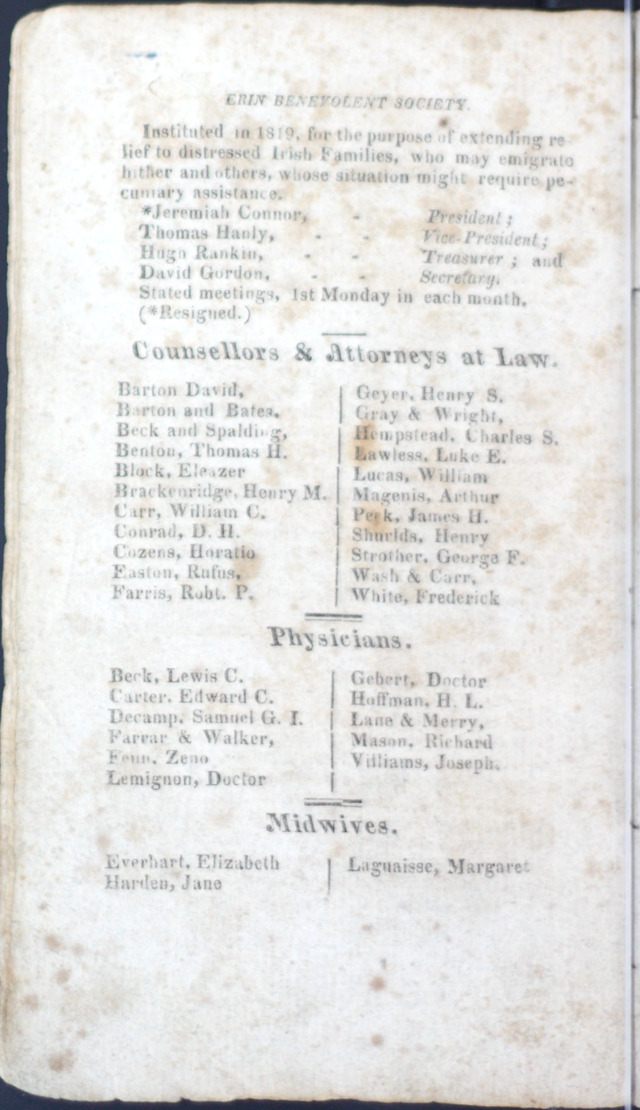 ERIN BENEVOLENT SOCIETY.
Instituted in 1819, for the purpose of extending re-
lief to distressed Irish Families, who may emigrate
hither and others, whose situation might require pe-
cuniary assistance.
*Jeremiah Connor, - President;
Thomas Hanly, - - Vice-President;
Hugh Rankin, - - Treasurer; and
David Gordon, - - Secretary.
Stated meetings, 1st Monday in each month.
(*Resigned.)
Counsellors & Attorneys at Law.
Barton David,
Barton and Bates,
Beck and Spalding,
Benton, Thomas H.
Block, Eleazer
Brackenridge, Henry M.
Carr, William C.
Conrad, D. H.
Cozens, Horatio
Easton, Rufus,
Farris, Robt. P.
Geyer, Henry S.
Gray & Wright,
Hempstead, Charles S.
Lawless, Luke E.
Lucas, William
Magenis, Arthur
Peck, James H.
Shurlds, Henry
Strother, George F.
Wash & Carr,
White, Frederick
Physicians.
Beck, Lewis C.
Carter, Edward C.
Decamp, Samuel G. I.
Farrar & Walker,
Fenn, Zeno
Lemignon, Doctor
Gebert, Doctor
Hoffman, H. L.
Lane & Merry,
Mason, Richard
Villiams, Joseph.
Midwives.
Everhart, Elizabeth
Harden, Jane
Laguaisse, Margaret